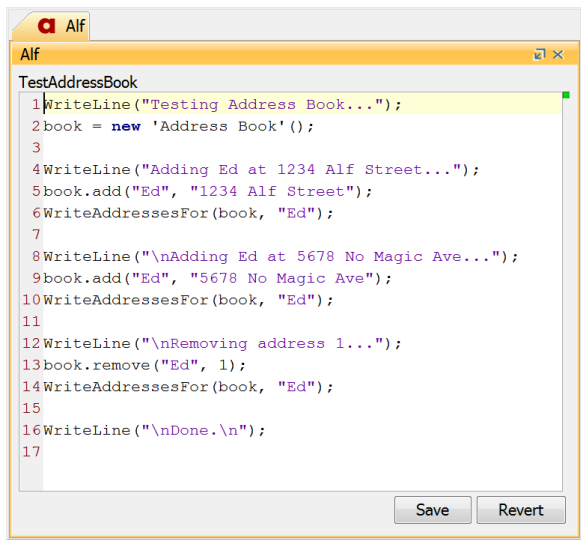 a Alf
Alf
TestAddressBook
1 WriteLine("Testing Address Book...");
2 book = new 'Address Book'();
3
4 WriteLine("Adding Ed at 1234 Alf Street...");
5 book.add("Ed", "1234 Alf Street");
6 WriteAddressesFor(book, "Ed");
7
8 WriteLine("\nAdding Ed at 5678 No Magic Ave...");
9 book.add("Ed", "5678 No Magic Ave");
10 WriteAddressesFor(book, "Ed");
11
12 WriteLine("\nRemoving address 1...");
13 book.remove("Ed", 1);
14 WriteAddressesFor(book, "Ed");
15
16 WriteLine("\nDone.\n");
17
Save Revert